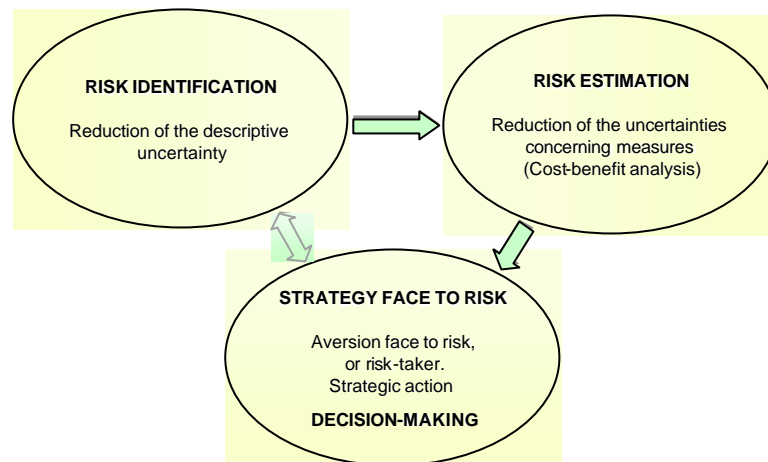 RISK IDENTIFICATION
Reduction of the descriptive
uncertainty
RISK ESTIMATION
Reduction of the uncertainties
concerning measures
(Cost-benefit analysis)
STRATEGY FACE TO RISK
Aversion face to risk,
or risk-taker.
Strategic action
DECISION-MAKING